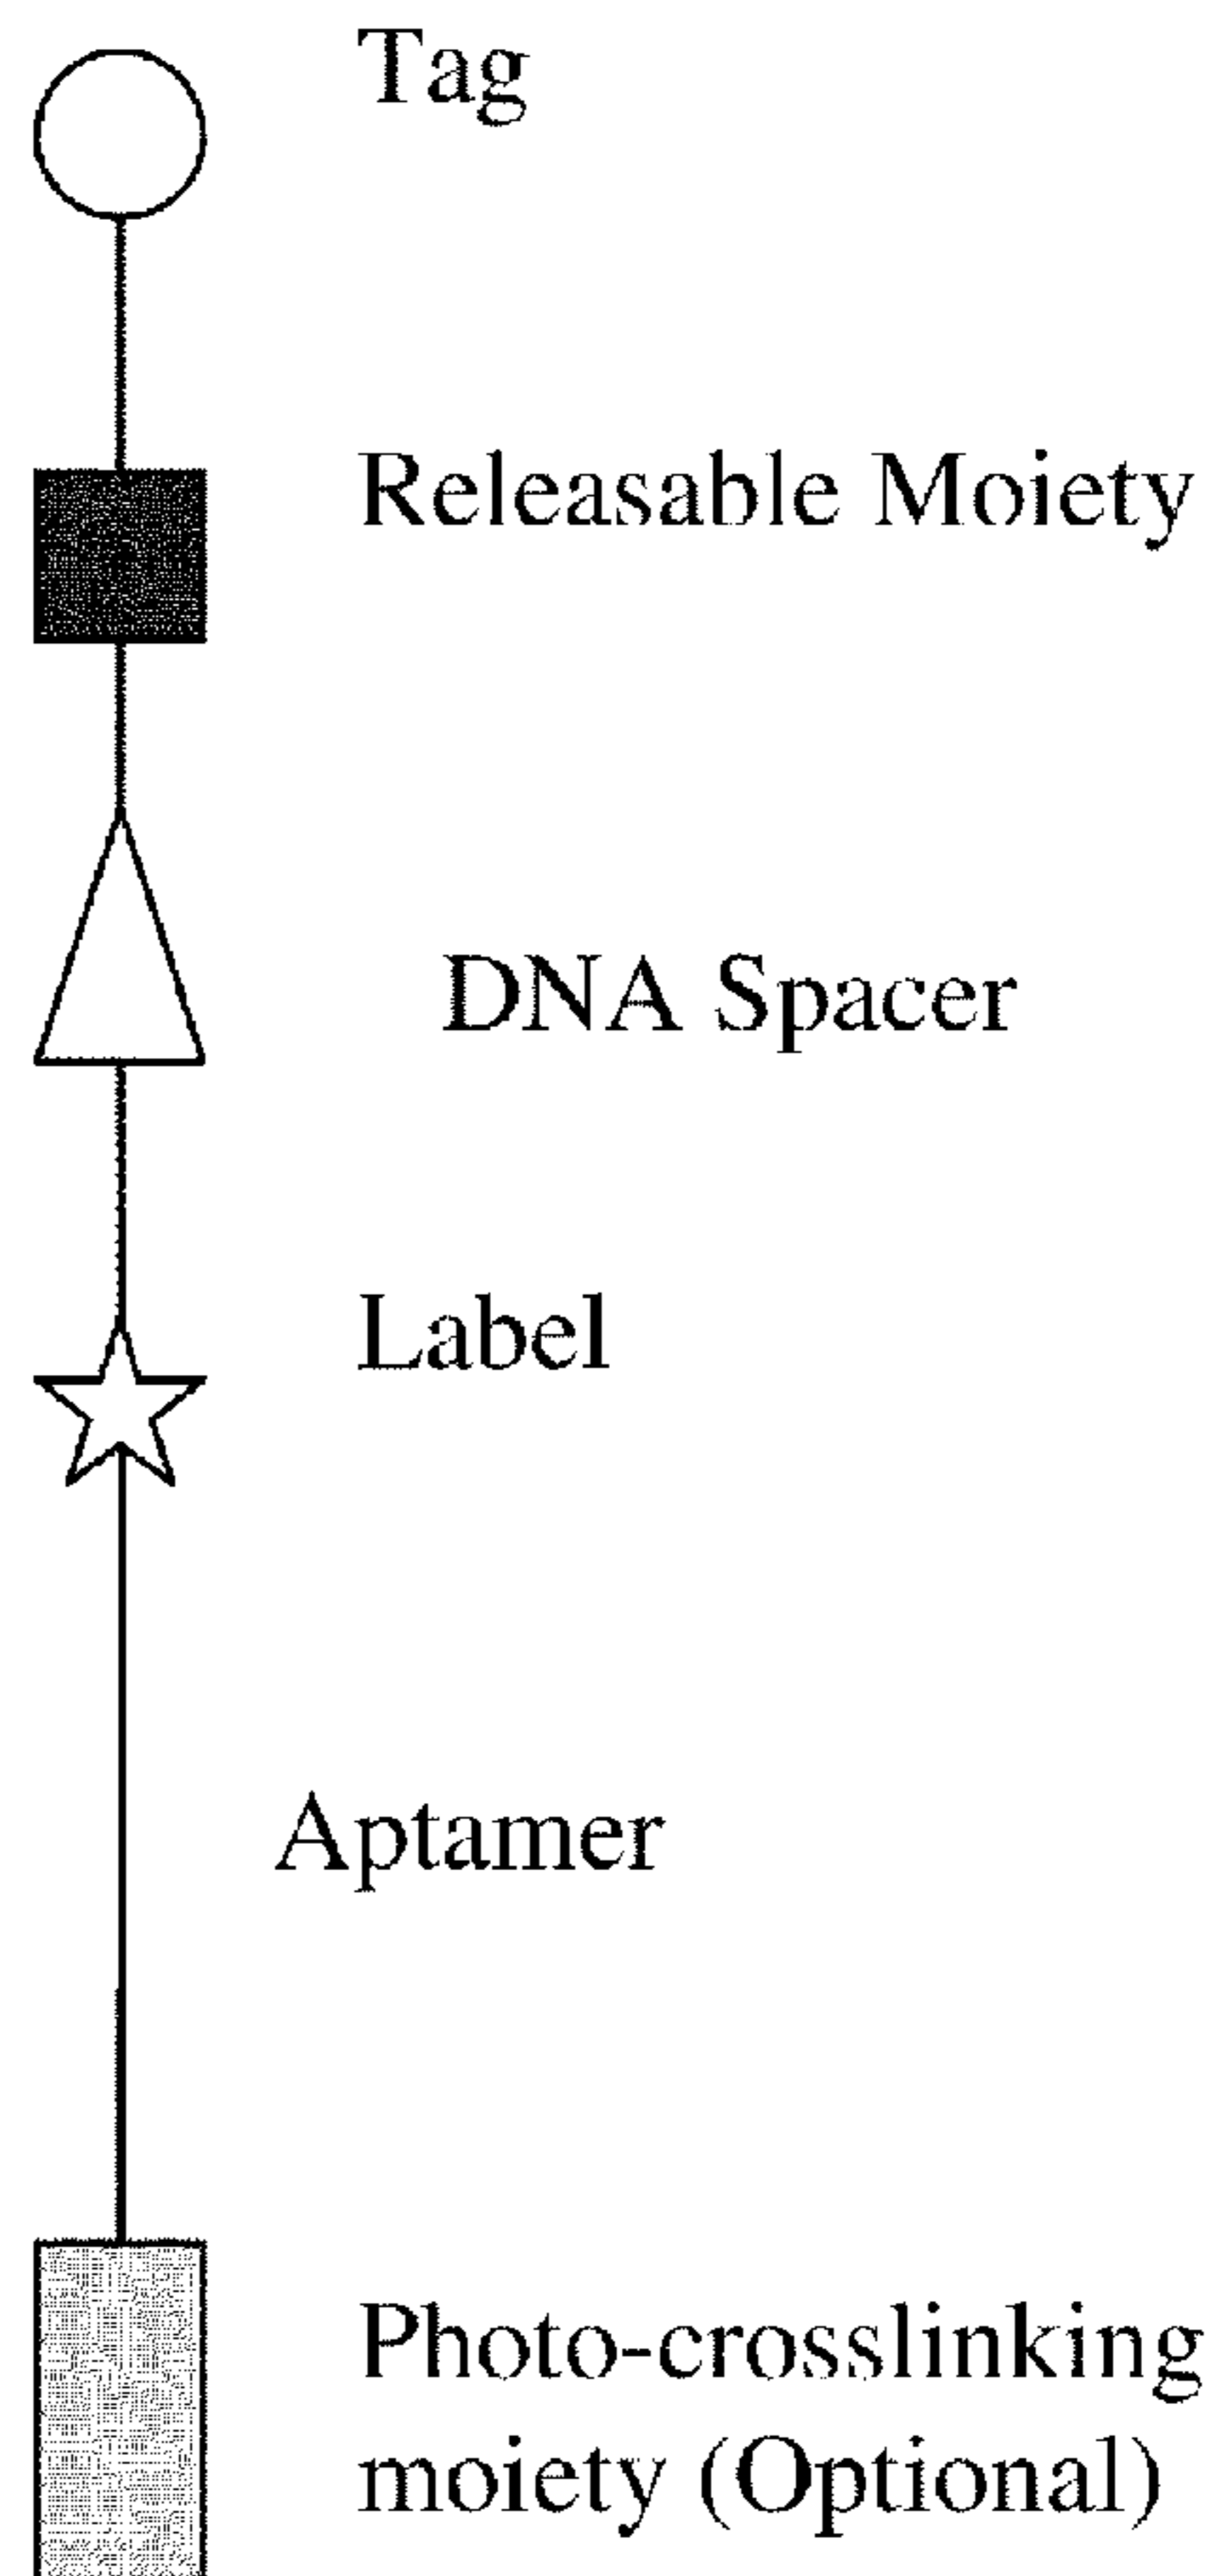 Tag
Releasable Moiety
DNA Spacer
Label
Aptamer
Photo-crosslinking
moiety (Optional)